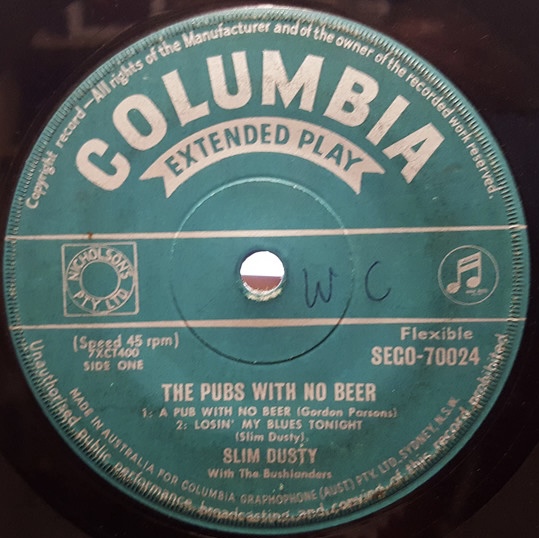 Copyright record—All rights of the Manufacturer and of the owner of the recorded work reserved.
COLUMBIA
EXTENDED PLAY
NICHOLSON'S
PTY. LTD.
W C
(Speed 45 rpm)
7XCT400
SIDE ONE
Flexible
SEGO-70024
THE PUBS WITH NO BEER
1: A PUB WITH NO BEER (Gordon Parsons)
2: LOSIN' MY BLUES TONIGHT
(Slim Dusty).
SLIM DUSTY
With The Bushlanders
MADE IN AUSTRALIA FOR COLUMBIA GRAPHOPHONE (AUST) PTY. LTD. SYDNEY, N.S.W.
Unauthorised public performance broadcasting and copying of this record prohibited